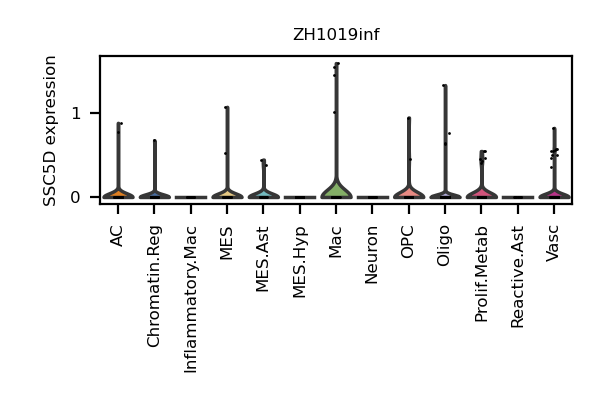 ZH1019inf
SSC5D expression
1
0
AC
Chromatin.Reg
Inflammatory.Mac
MES
MES.Ast
MES.Hyp
Mac
Neuron
OPC
Oligo
Prolif.Metab
Reactive.Ast
Vasc